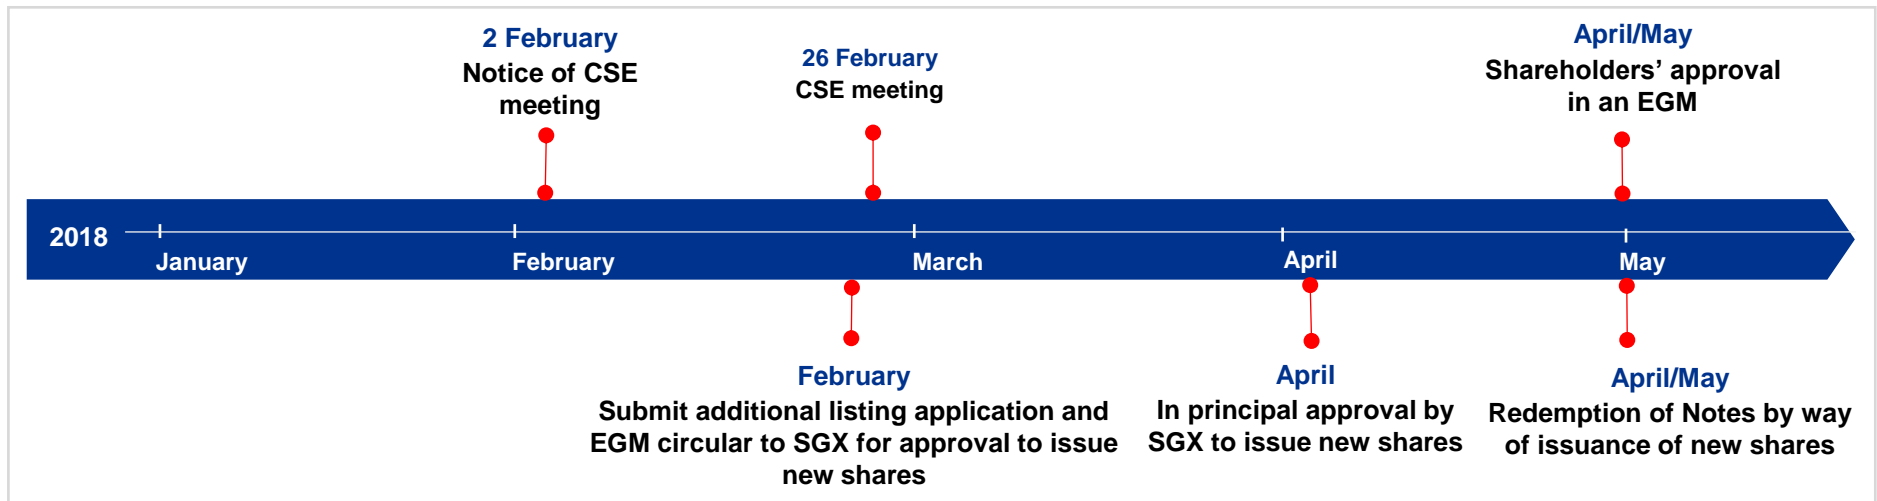 2 February
Notice of CSE
meeting
26 February
CSE meeting
April/May
Shareholders’ approval
in an EGM
2018
January
February
March
April
May
February
Submit additional listing application and
EGM circular to SGX for approval to issue
new shares
April
In principal approval by
SGX to issue new shares
April/May
Redemption of Notes by way
of issuance of new shares